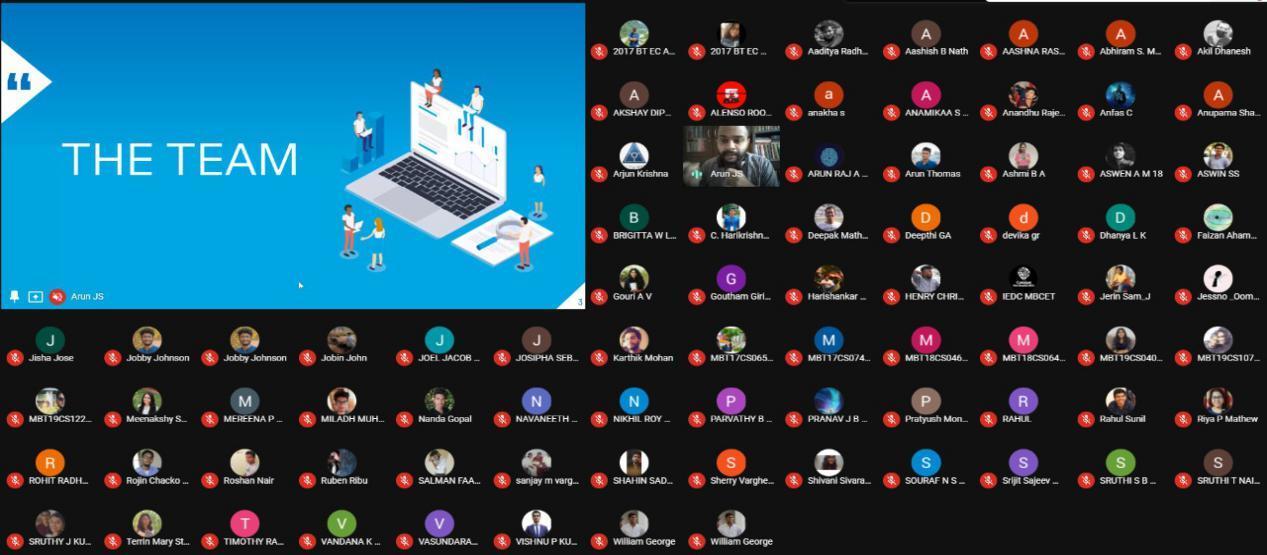 “
THE TEAM
Arun JS
3
2017 BT EC A...
2017 BT EC ...
Aaditya Radh...
A
Aashish B Nath
A
AASHNA RAS...
A
Abhiram S. M...
Akil Dhanesh
A
AKSHAY DIP...
ALENSO ROO...
a
anakha s
A
ANAMIKAA S ...
Anandhu Raje...
Anfas C
A
Anupama Sha...
Arjun Krishna
Arun JS
ARUN RAJ A ...
Arun Thomas
Ashmi B A
ASWEN A M 18
ASWIN SS
B
BRIGITTA W L...
C. Harikrishn...
Deepak Math...
D
Deepthi GA
d
devika gr
D
Dhanya L K
Faizan Aham...
Gouri A V
G
Goutham Giri...
Harishankar ...
HENRY CHRI...
IEDC MBCET
Jerin Sam_J
Jessno _Oom...
J
Jisha Jose
Jobby Johnson
Jobby Johnson
Jobin John
J
JOEL JACOB ...
J
JOSIPHA SEB...
Karthik Mohan
MBT17CS065...
M
MBT17CS074...
M
MBT18CS046...
M
MBT18CS064...
MBT19CS040...
MBT19CS107...
MBT19CS122...
Meenakshy S...
M
MEREENA P ...
MILADH MUH...
Nanda Gopal
N
NAVANEETH ...
N
NIKHIL ROY ...
P
PARVATHY B ...
PRANAV J B ...
P
Pratyush Mon...
R
RAHUL
Rahul Sunil
Riya P Mathew
R
ROHIT RADH...
Rojin Chacko ...
Roshan Nair
Ruben Ribu
SALMAN FAA...
sanjay m varg...
SHAHIN SAD...
S
Sherry Varghe...
Shivani Sivara...
S
SOURAF N S ...
S
Srijit Sajeev ...
S
SRUTHI S B ...
S
SRUTHI T NAI...
SRUTHY J KU...
Terrin Mary St...
T
TIMOTHY RA...
V
VANDANA K ...
V
VASUNDARA...
VISHNU P KU...
William George
William George